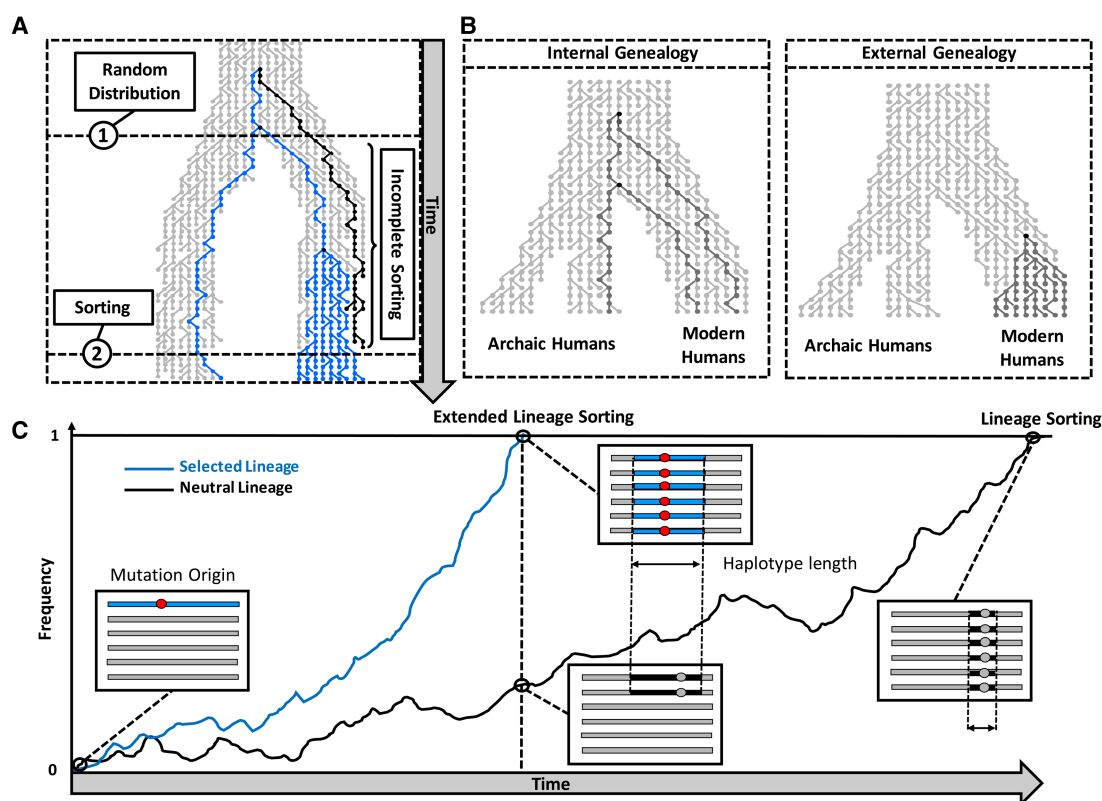 A
Random
Distribution
1
Incomplete Sorting
Time
Sorting
2
B
Internal Genealogy
External Genealogy
Archaic Humans
Modern
Humans
Archaic Humans
Modern
Humans
C
Extended Lineage Sorting
Lineage Sorting
1
Selected Lineage
Neutral Lineage
Mutation Origin
Haplotype length
Frequency
0
Time